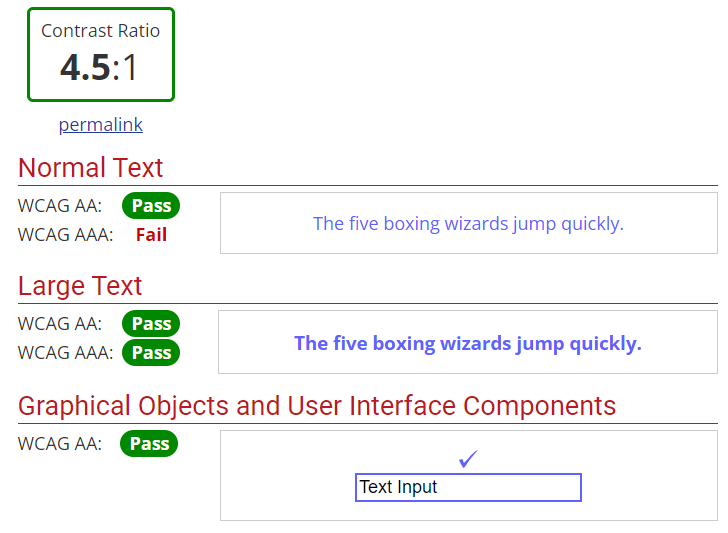 Contrast Ratio
4.5:1
permalink
Normal Text
WCAG AA: Pass
WCAG AAA: Fail
The five boxing wizards jump quickly.
Large Text
WCAG AA: Pass
WCAG AAA: Pass
The five boxing wizards jump quickly.
Graphical Objects and User Interface Components
WCAG AA: Pass
Text Input